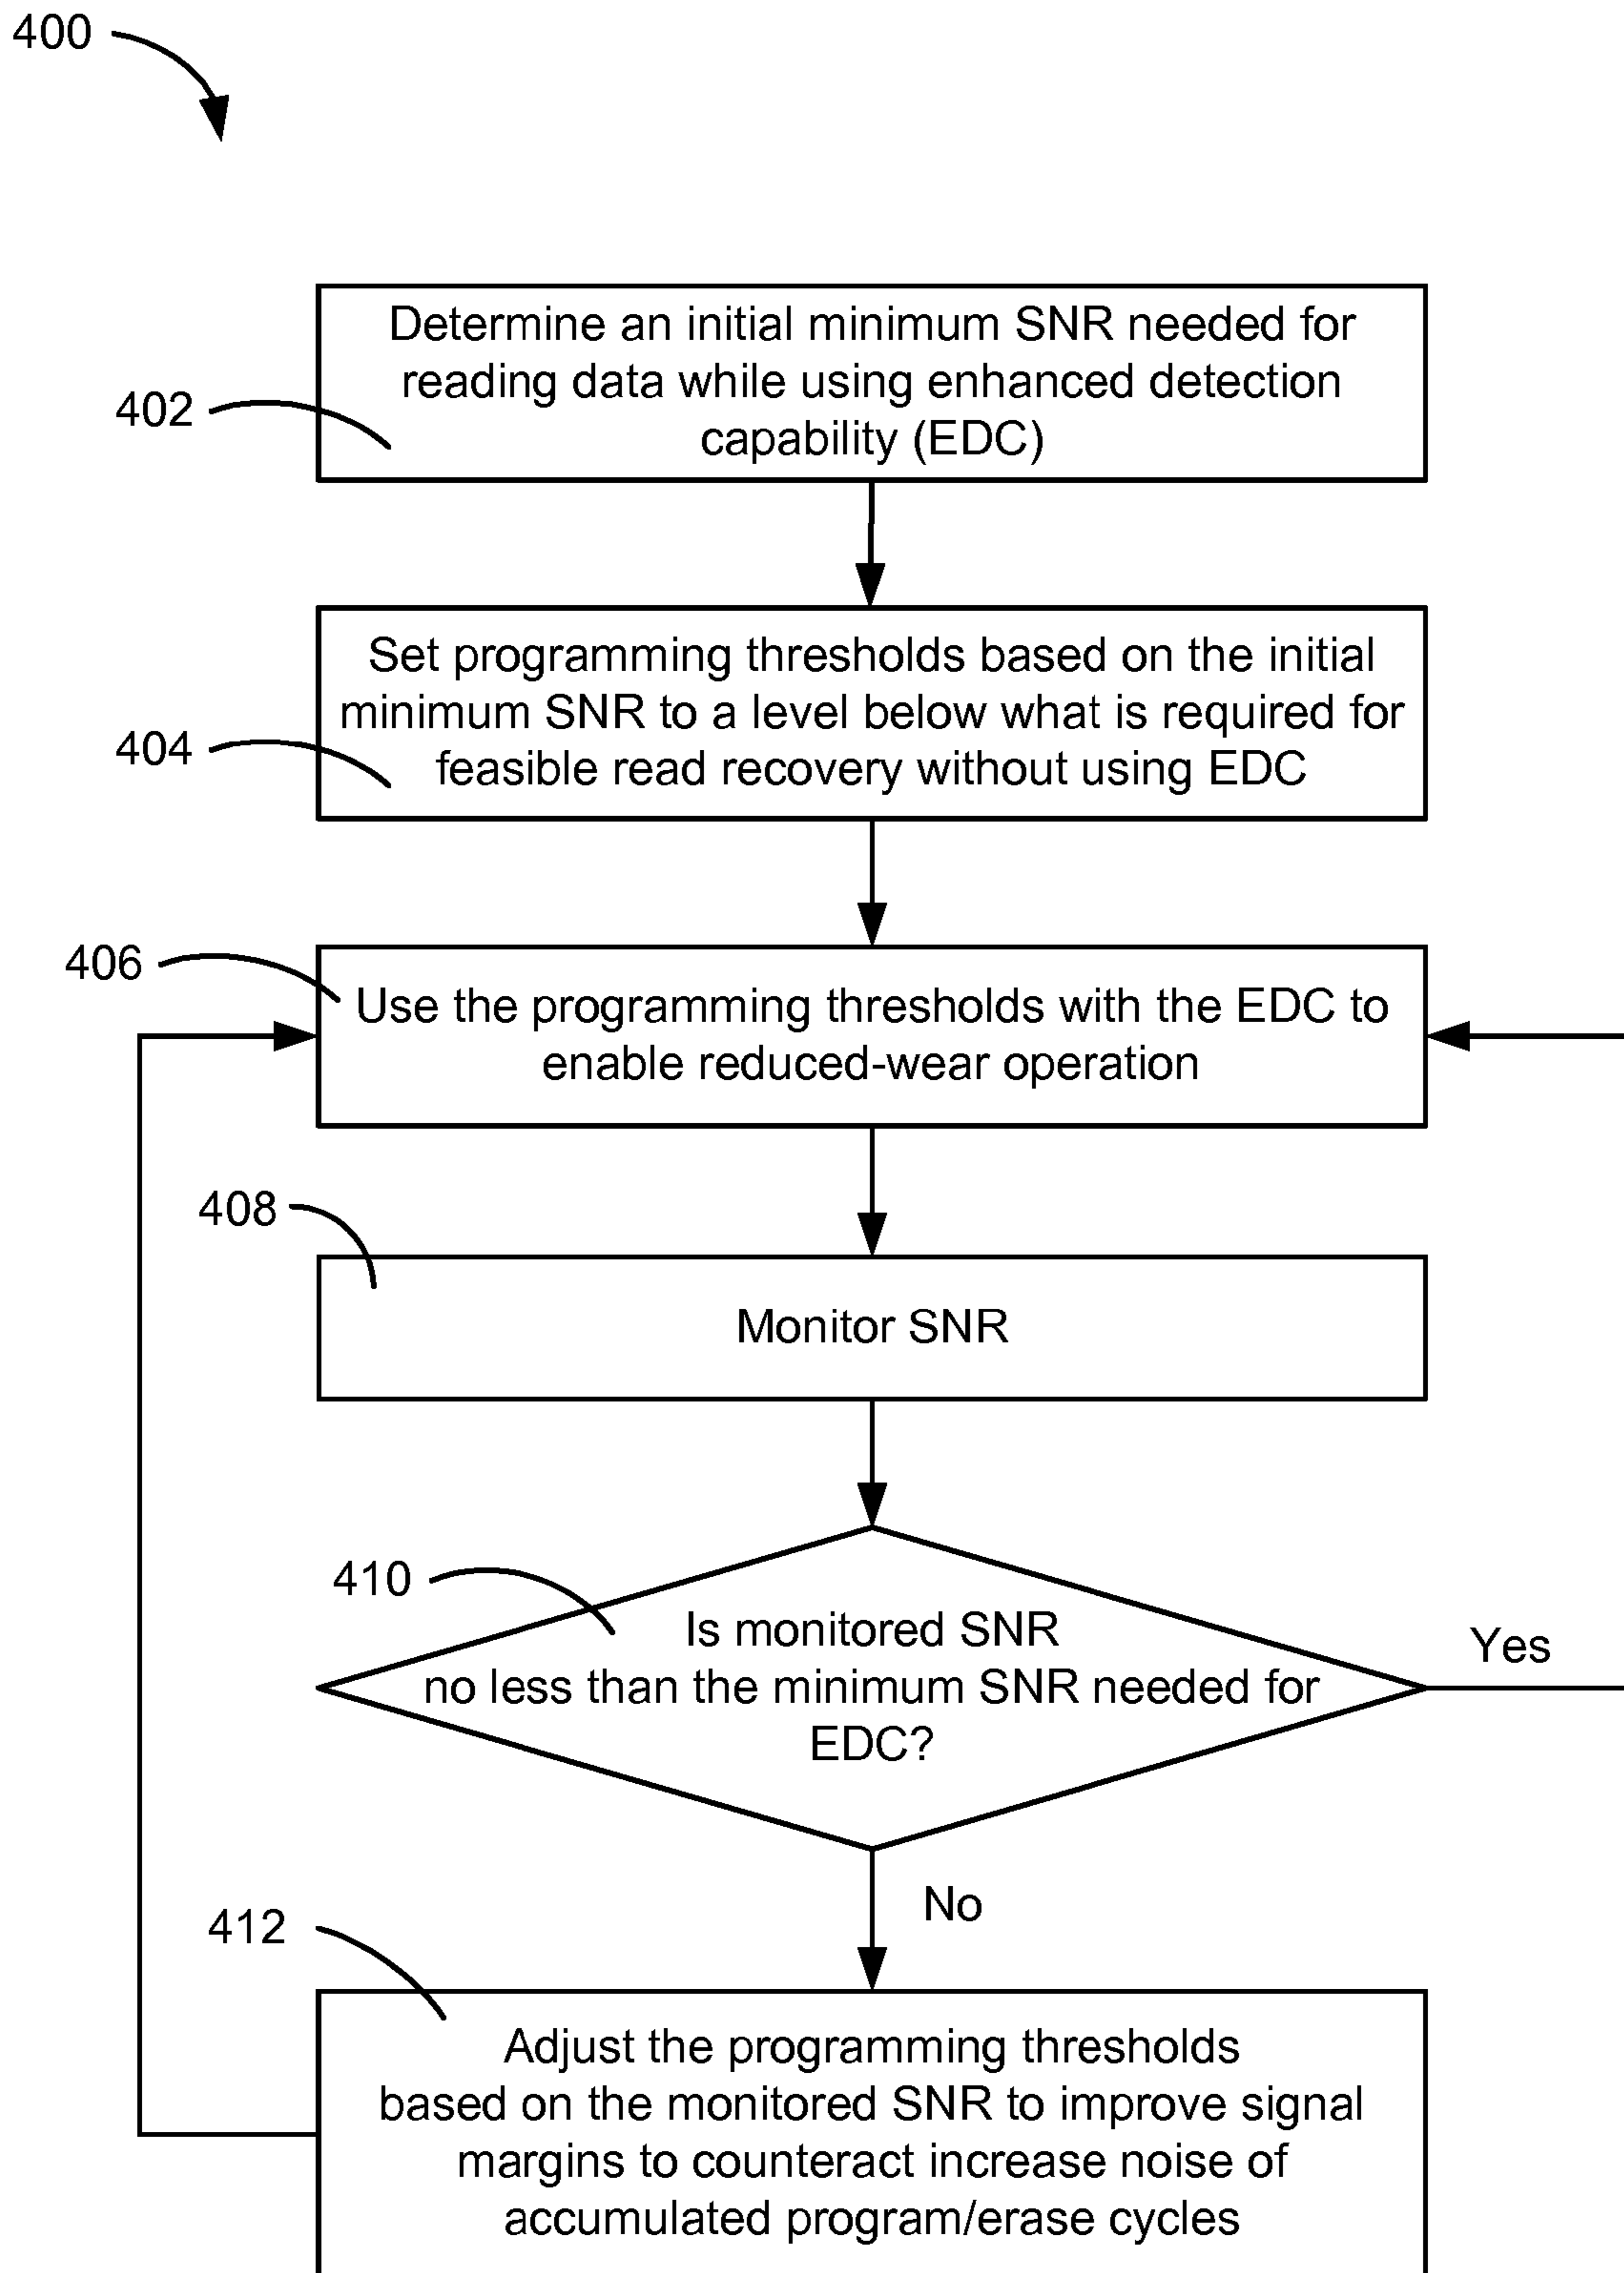 400
Determine an initial minimum SNR needed for
reading data while using enhanced detection
capability (EDC)
402
Set programming thresholds based on the initial
minimum SNR to a level below what is required for
feasible read recovery without using EDC
404
406
Use the programming thresholds with the EDC to
enable reduced-wear operation
408
Monitor SNR
410
Is monitored SNR
no less than the minimum SNR needed for
EDC?
Yes
No
412
Adjust the programming thresholds
based on the monitored SNR to improve signal
margins to counteract increase noise of
accumulated program/erase cycles